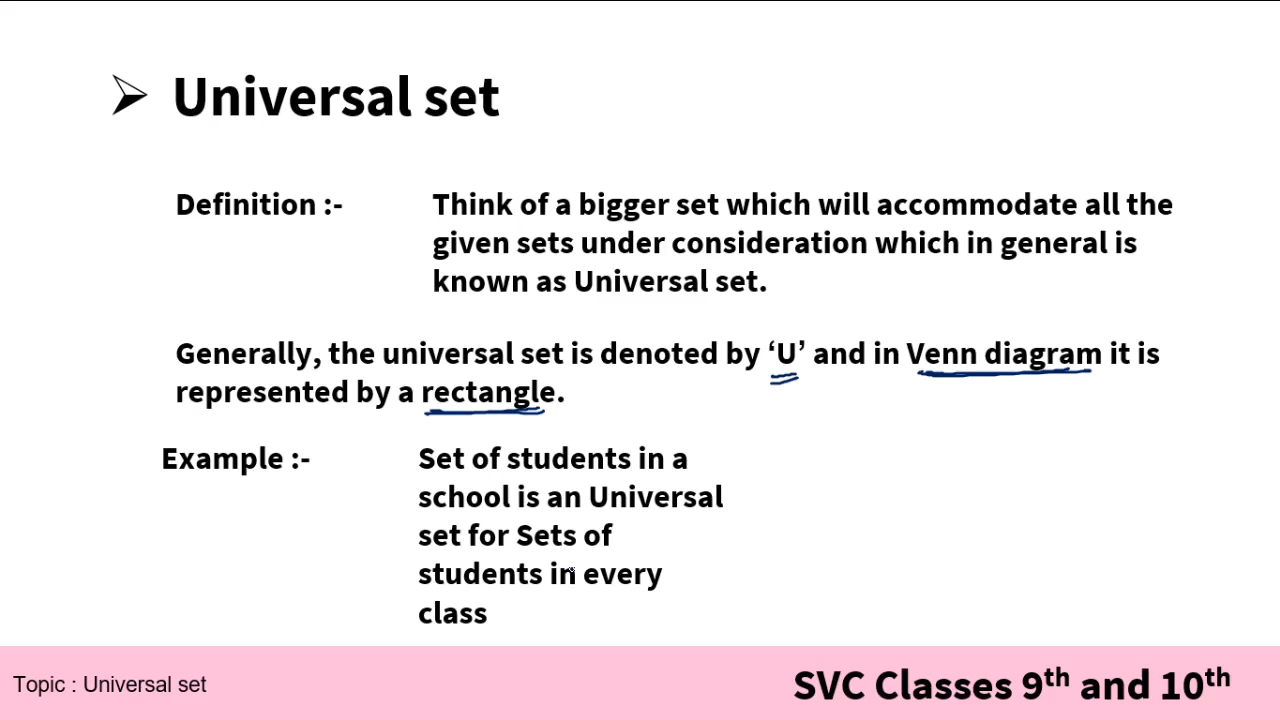 ➢ Universal set
Definition :- Think of a bigger set which will accommodate all the
given sets under consideration which in general is
known as Universal set.
Generally, the universal set is denoted by ‘U’ and in Venn diagram it is
represented by a rectangle.
Example :- Set of students in a
school is an Universal
set for Sets of
students in every
class
Topic : Universal set
SVC Classes 9th and 10th